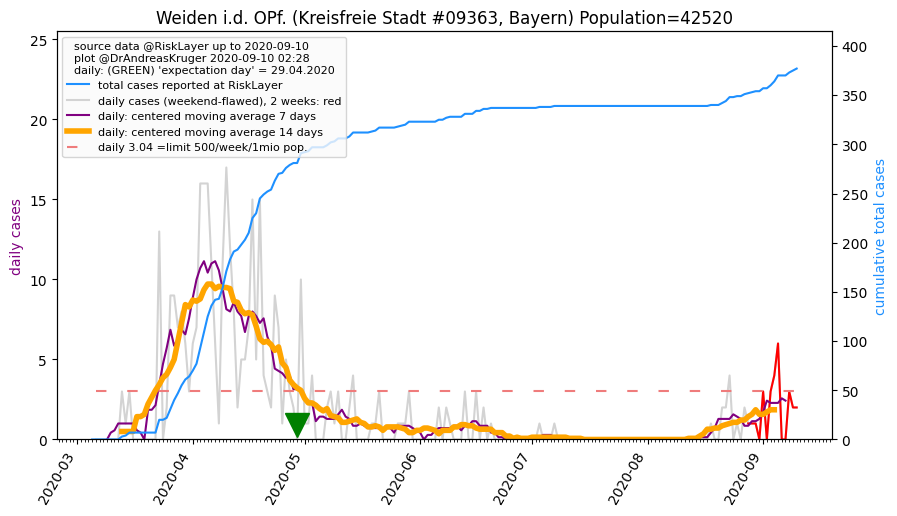 Weiden i.d. OPf. (Kreisfreie Stadt #09363, Bayern) Population=42520
source data @RiskLayer up to 2020-09-10
plot @DrAndreasKruger 2020-09-10 02:28
daily: (GREEN) 'expectation day' = 29.04.2020
total cases reported at RiskLayer
daily cases (weekend-flawed), 2 weeks: red
daily: centered moving average 7 days
daily: centered moving average 14 days
daily 3.04 =limit 500/week/1mio pop.
daily cases
25
20
15
10
5
0
cumulative total cases
400
350
300
250
200
150
100
50
0
2020-03
2020-04
2020-05
2020-06
2020-07
2020-08
2020-09